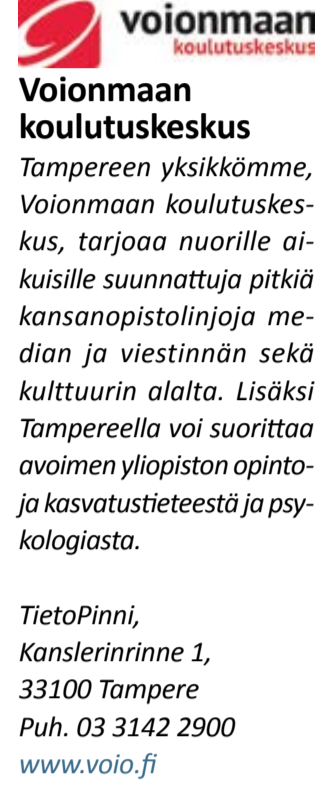 voionmaan
koulutuskeskus
Voionmaan
koulutuskeskus
Tampereen yksikkömme,
Voionmaan koulutuskes-
kus, tarjoaa nuorille ai-
kuisille suunnattuja pitkiä
kansanopistolinjoja me-
dian ja viestinnän sekä
kulttuurin alalta. Lisäksi
Tampereella voi suorittaa
avoimen yliopiston opinto-
ja kasvatustieteestä ja psy-
kologiasta.
TietoPinni,
Kanslerinrinne 1,
33100 Tampere
Puh. 03 3142 2900
www.voio.fi